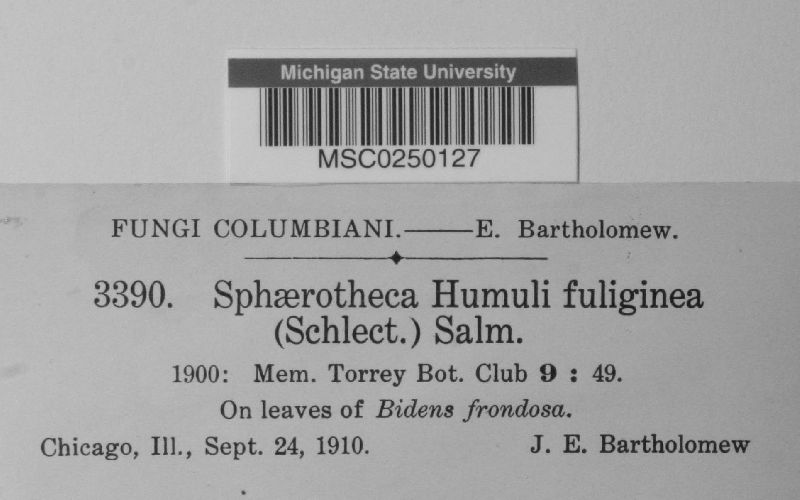 Michigan State University
MSC0250127
FUNGI COLUMBIANI.——E. Bartholomew.
3390. Sphærotheca Humuli fuliginea
(Schlect.) Salm.
1900: Mem. Torrey Bot. Club 9 : 49.
On leaves of Bidens frondosa.
Chicago, Ill., Sept. 24, 1910. J. E. Bartholomew